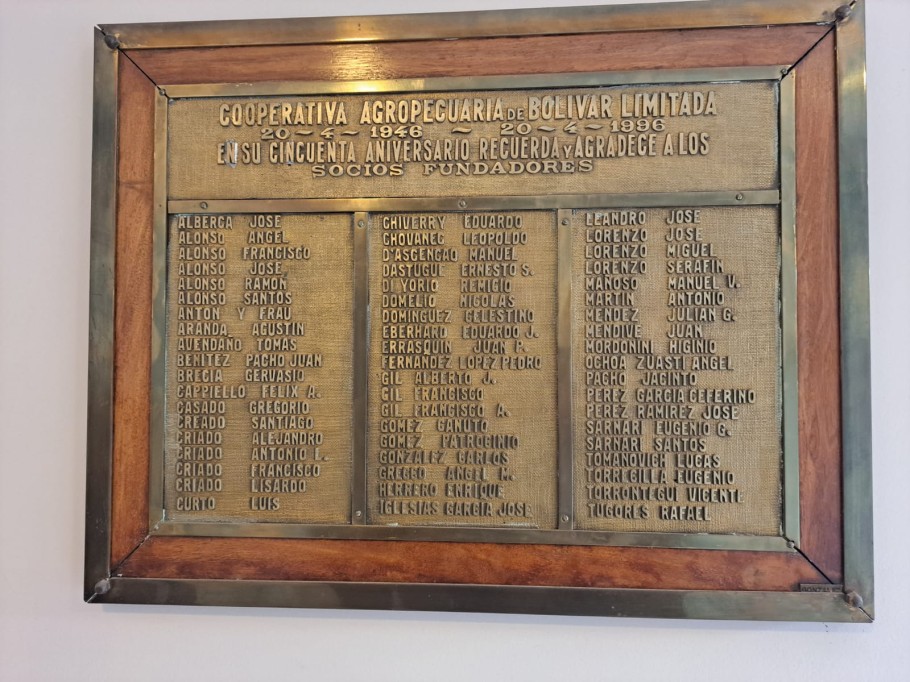 COOPERATIVA AGROPECUARIA DE BOLIVAR LIMITADA
20-4-1946 - 20-4-1996
EN SU CINCUENTA ANIVERSARIO RECUERDA Y AGRADECE A LOS
SOCIOS FUNDADORES
ALBERCA JOSE
ALONSO ANGEL
ALONSO FRANCISCO
ALONSO JOSE
ALONSO RAMON
ALONSO SANTOS
ANTON Y FRAU
ARANDA AGUSTIN
AVENDAÑO TOMAS
BENITEZ PACHO JUAN
BRECIA GERVASIO
CAPPIELLO FELIX A.
CASADO GREGORIO
CREADO SANTIAGO
CRIADO ALEJANDRO
CRIADO ANTONIO L.
CRIADO FRANCISCO
CRIADO LISARDO
CURTO LUIS
CHIVERRY EDUARDO
CHOVANEC LEOPOLDO
D'ASCENCAO MANUEL
DASTUGUE ERNESTO S.
DI YORIO REMIGIO
DOMELIO NICOLAS
DOMINGUEZ CELESTINO
EBERHARD EDUARDO J.
ERRASQUIN JUAN P.
FERNANDEZ LOPEZ PEDRO
GIL ALBERTO J.
GIL FRANCISCO
GIL FRANCISCO A.
GOMEZ CANUTO
GOMEZ PATROCINIO
GONZALEZ CARLOS
GRECCO ANGEL M.
HERRERO ENRIQUE
IGLESIAS GARCIA JOSE
LEANDRO JOSE
LORENZO JOSE
LORENZO MIGUEL
LORENZO SERAFIN
MAÑOSO MANUEL V.
MARTIN ANTONIO
MENDEZ JULIAN G.
MENDIVE JUAN
MORDONINI HIGINIO
OCHOA ZUASTI ANGEL
PACHO JACINTO
PEREZ GARCIA CEFERINO
PEREZ RAMIREZ JOSE
SARNARI EUGENIO C.
SARNARI SANTOS
TOMANOVICH LUCAS
TORRECILLA EUGENIO
TORRONTEGUI VICENTE
TUGORES RAFAEL